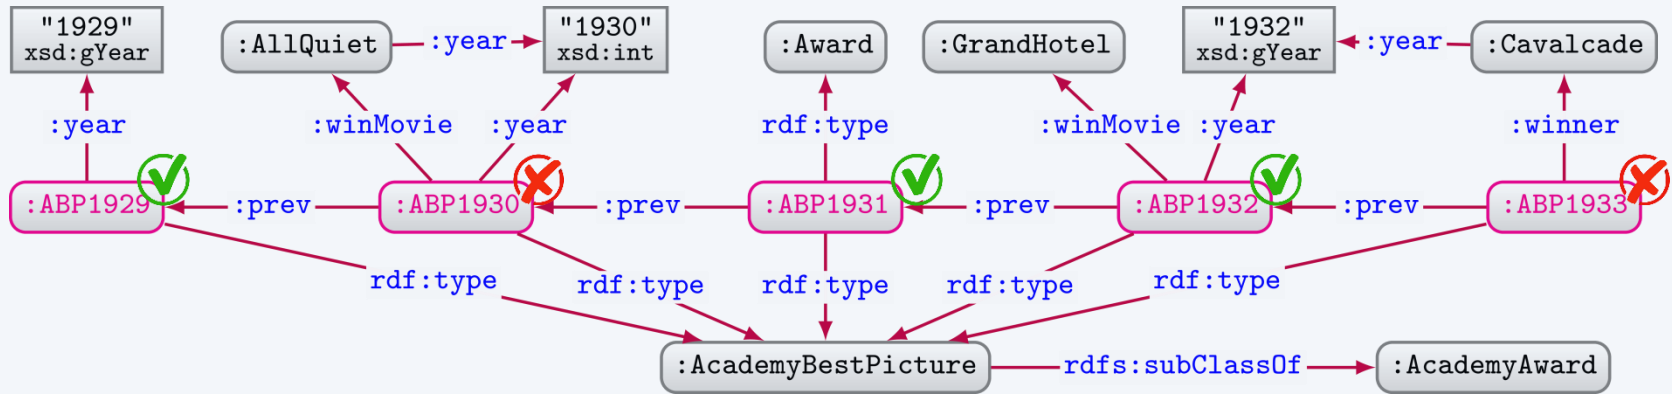 "1929"
xsd:gYear
:AllQuiet
:year
"1930"
xsd:int
:Award
:GrandHotel
"1932"
xsd:gYear
:year
:Cavalcade
:year
:winMovie
:year
rdf:type
:winMovie
:year
:winner
:ABP1929
:prev
:ABP1930
:prev
:ABP1931
:prev
:ABP1932
:prev
:ABP1933
rdf:type
rdf:type
rdf:type
rdf:type
rdf:type
:AcademyBestPicture
rdfs:subClassOf
:AcademyAward